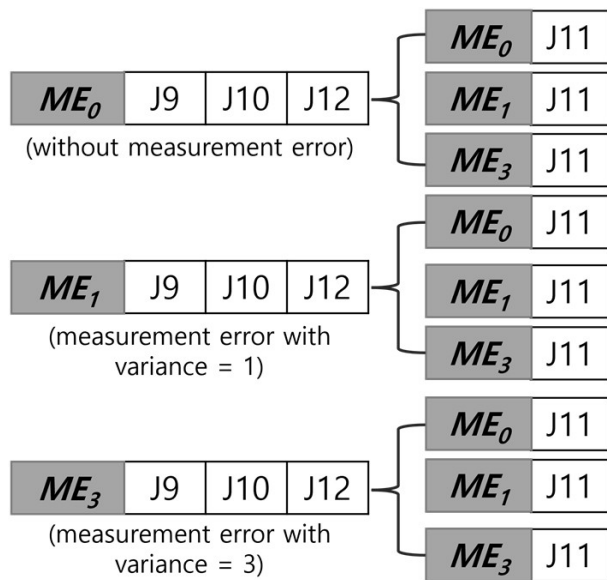 ME0 J11
ME0 J9 J10 J12
ME1 J11
(without measurement error)
ME3 J11
ME0 J11
ME1 J9 J10 J12
ME1 J11
(measurement error with
variance = 1)
ME3 J11
ME0 J11
ME3 J9 J10 J12
ME1 J11
(measurement error with
variance = 3)
ME3 J11